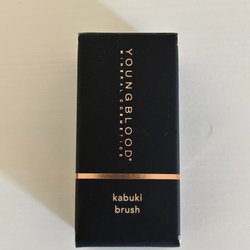 YOUNGBLOOD®
MINERAL COSMETICS
kabuki
brush